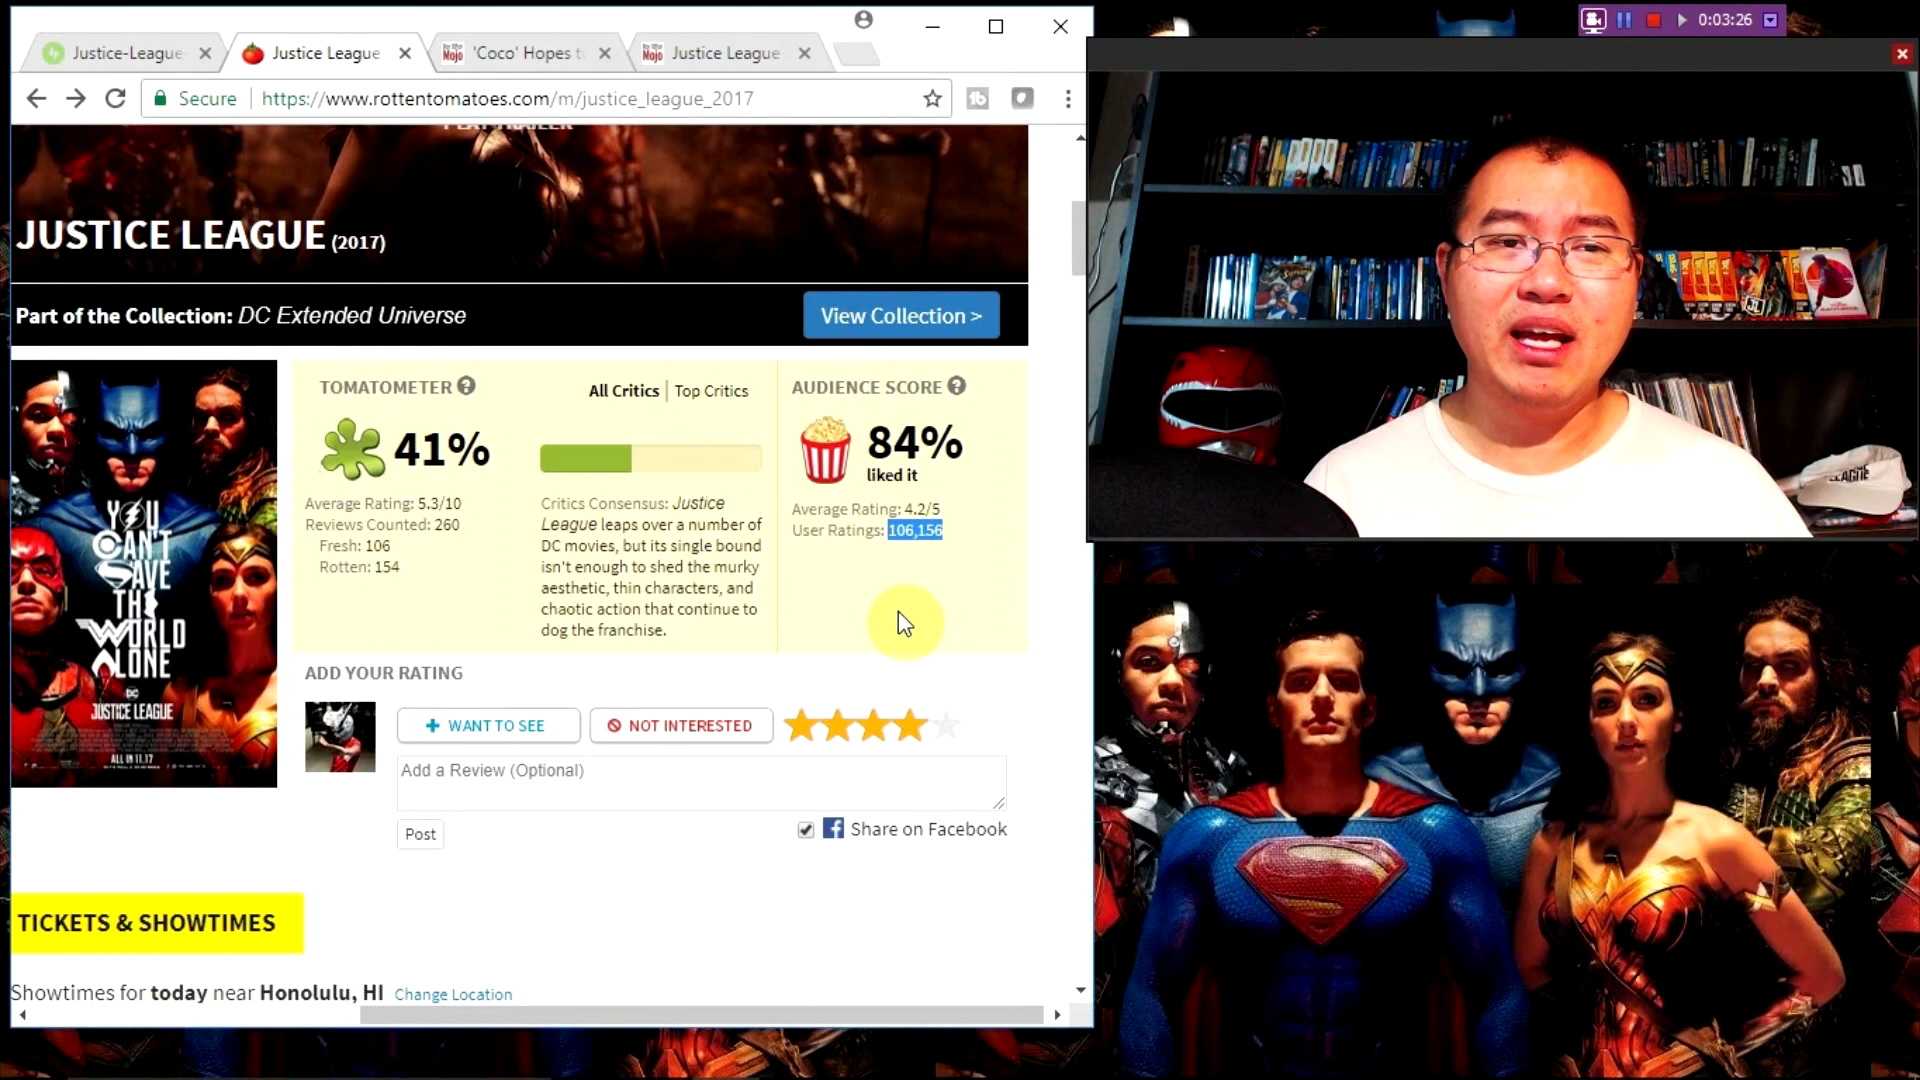 Justice-League
Justice League
'Coco' Hopes t
Justice League
Secure
https://www.rottentomatoes.com/m/justice_league_2017
0:03:26
JUSTICE LEAGUE (2017)
Part of the Collection: DC Extended Universe
View Collection >
TOMATOMETER
All Critics | Top Critics
41%
Average Rating: 5.3/10
Reviews Counted: 260
Fresh: 106
Rotten: 154
Critics Consensus: Justice
League leaps over a number of
DC movies, but its single bound
isn't enough to shed the murky
aesthetic, thin characters, and
chaotic action that continue to
dog the franchise.
AUDIENCE SCORE
84%
liked it
Average Rating: 4.2/5
User Ratings: 106,156
YOU
CAN'T
SAVE
THE
WORLD
ALONE
DC
JUSTICE LEAGUE
ALL IN 11.17
ADD YOUR RATING
+ WANT TO SEE
NOT INTERESTED
Add a Review (Optional)
Post
Share on Facebook
TICKETS & SHOWTIMES
Showtimes for today near Honolulu, HI Change Location